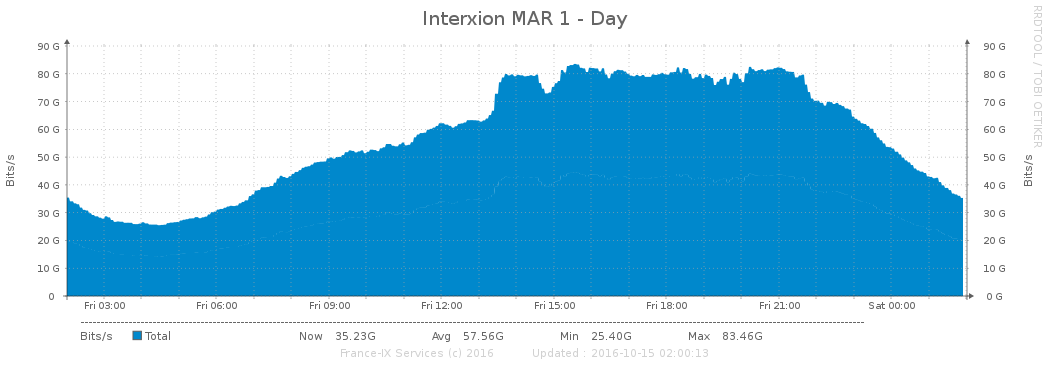 Interxion MAR 1 - Day
RRDTOOL / TOBI OETIKER
Bits/s
90 G
80 G
70 G
60 G
50 G
40 G
30 G
20 G
10 G
0
90 G
80 G
70 G
60 G
50 G
40 G
30 G
20 G
10 G
0 G
Bits/s
Fri 03:00 Fri 06:00 Fri 09:00 Fri 12:00 Fri 15:00 Fri 18:00 Fri 21:00 Sat 00:00
Bits/s Total Now 35.23G Avg 57.56G Min 25.40G Max 83.46G
France-IX Services (c) 2016 Updated : 2016-10-15 02:00:13